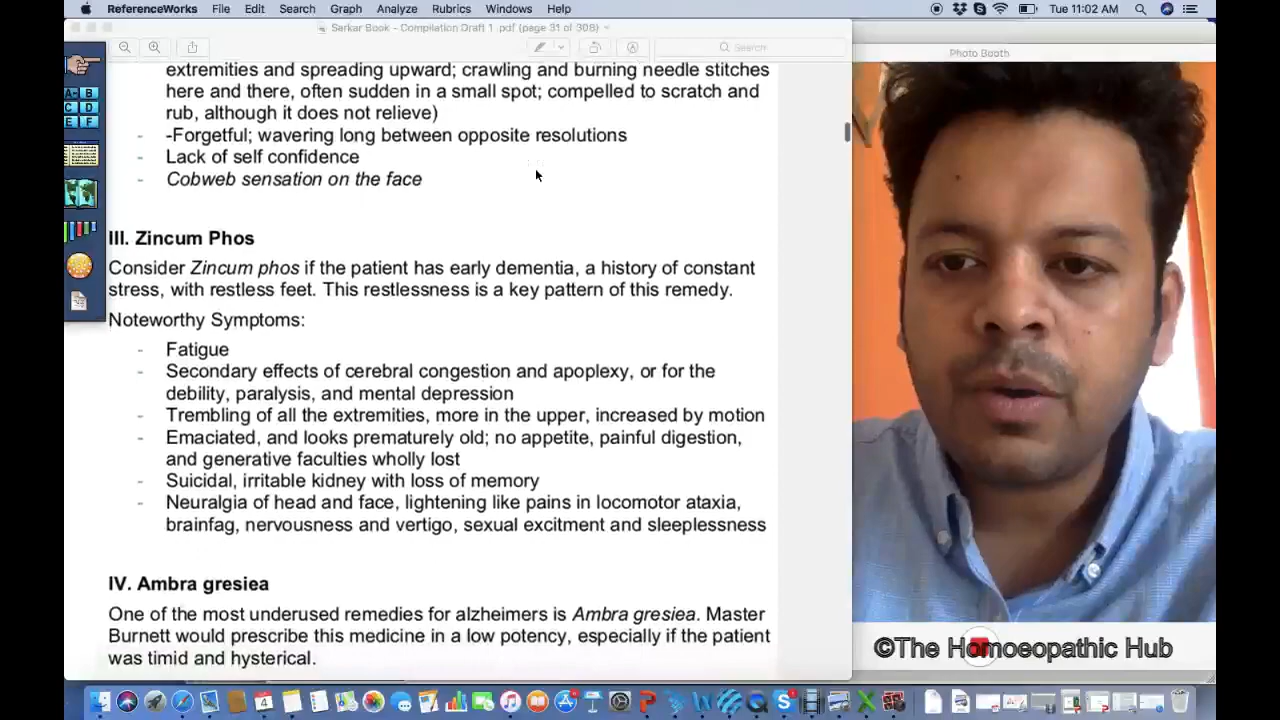 ReferenceWorks File Edit Search Graph Analyze Rubrics Windows Help
Tue 11:02 AM
Sarkar Book - Compilation Draft 1 .pdf (page 31 of 308)
Search
Photo Booth
A-B
C D
E F
extremities and spreading upward; crawling and burning needle stitches
here and there, often sudden in a small spot; compelled to scratch and
rub, although it does not relieve)
- -Forgetful; wavering long between opposite resolutions
- Lack of self confidence
- Cobweb sensation on the face
III. Zincum Phos
Consider Zincum phos if the patient has early dementia, a history of constant
stress, with restless feet. This restlessness is a key pattern of this remedy.
Noteworthy Symptoms:
- Fatigue
- Secondary effects of cerebral congestion and apoplexy, or for the
debility, paralysis, and mental depression
- Trembling of all the extremities, more in the upper, increased by motion
- Emaciated, and looks prematurely old; no appetite, painful digestion,
and generative faculties wholly lost
- Suicidal, irritable kidney with loss of memory
- Neuralgia of head and face, lightening like pains in locomotor ataxia,
brainfag, nervousness and vertigo, sexual excitment and sleeplessness
IV. Ambra gresiea
One of the most underused remedies for alzheimers is Ambra gresiea. Master
Burnett would prescribe this medicine in a low potency, especially if the patient
was timid and hysterical.
©The Homoeopathic Hub